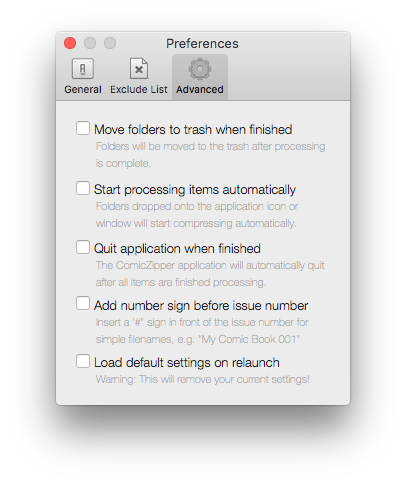 Preferences
General Exclude List Advanced
Move folders to trash when finished
Folders will be moved to the trash after processing
is complete.
Start processing items automatically
Folders dropped onto the application icon or
window will start compressing automatically.
Quit application when finished
The ComicZipper application will automatically quit
after all items are finished processing.
Add number sign before issue number
Insert a '#" sign in front of the issue number for
simple filenames, e.g. "My Comic Book 001"
Load default settings on relaunch
Warning: This will remove your current settings!